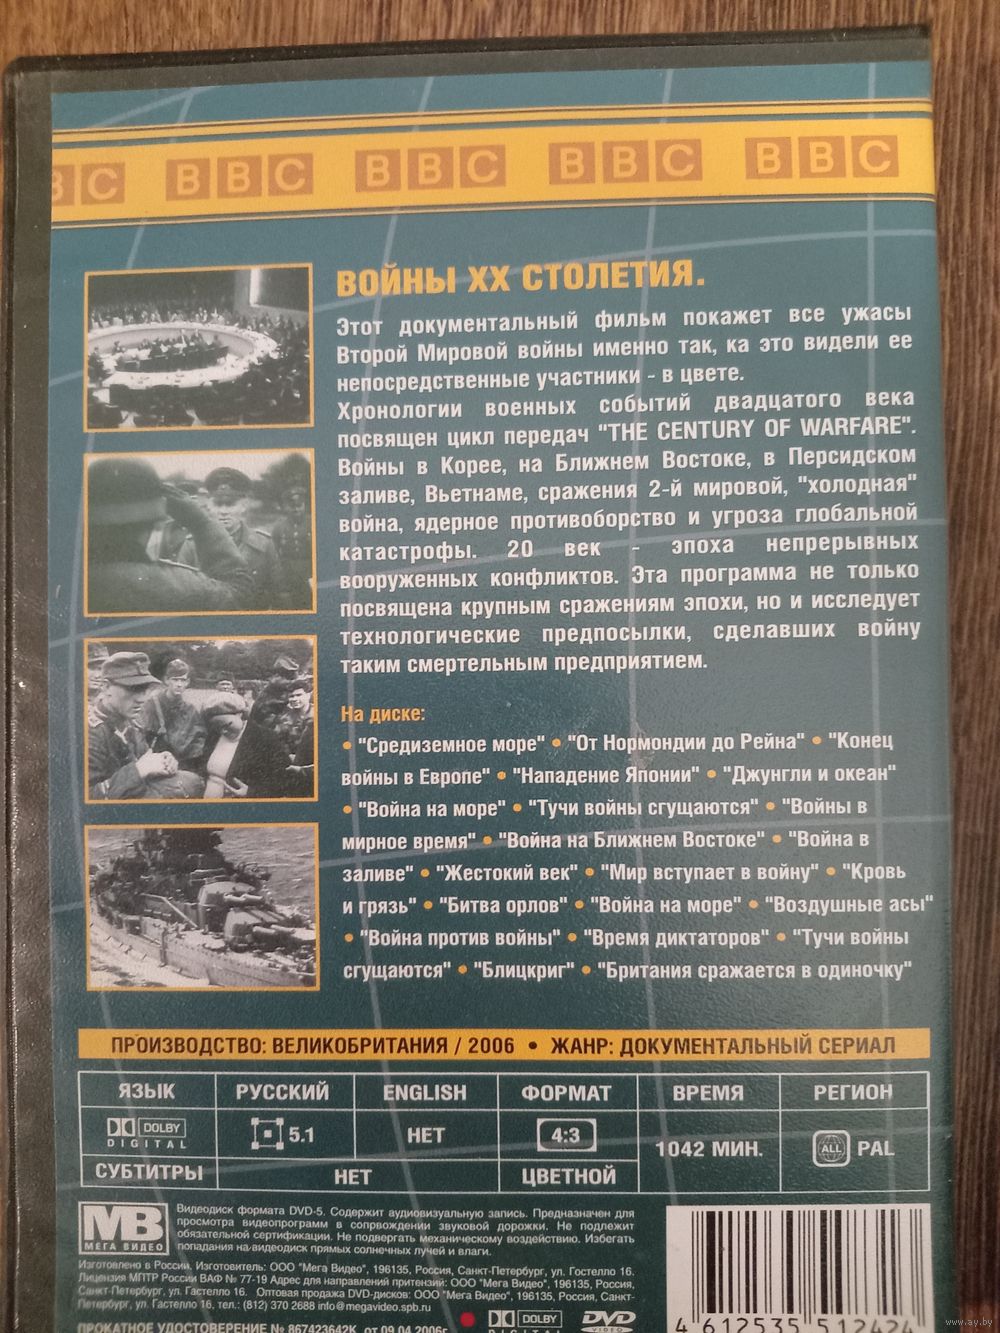 BC BBC BBC BBC BBC
ВОЙНЫ XX СТОЛЕТИЯ.
Этот документальный фильм покажет все ужасы
Второй Мировой войны именно так, ка это видели ее
непосредственные участники - в цвете.
Хронологии военных событий двадцатого века
посвящен цикл передач "THE CENTURY OF WARFARE".
Войны в Корее, на Ближнем Востоке, в Персидском
заливе, Вьетнаме, сражения 2-й мировой, "холодная"
война, ядерное противоборство и угроза глобальной
катастрофы. 20 век - эпоха непрерывных
вооруженных конфликтов. Эта программа не только
посвящена крупным сражениям эпохи, но и исследует
технологические предпосылки, сделавших войну
таким смертельным предприятием.
На диске:
• "Средиземное море" • "От Нормондии до Рейна" • "Конец
войны в Европе" • "Нападение Японии" • "Джунгли и океан"
• "Война на море" • "Тучи войны сгущаются" • "Войны в
мирное время" • "Война на Ближнем Востоке" • "Война в
заливе" • "Жестокий век" • "Мир вступает в войну" • "Кровь
и грязь" • "Битва орлов" • "Война на море" • "Воздушные асы"
• "Война против войны" • "Время диктаторов" • "Тучи войны
сгущаются" • "Блицкриг" • "Британия сражается в одиночку"
ПРОИЗВОДСТВО: ВЕЛИКОБРИТАНИЯ / 2006 • ЖАНР: ДОКУМЕНТАЛЬНЫЙ СЕРИАЛ
ЯЗЫК РУССКИЙ ENGLISH ФОРМАТ ВРЕМЯ РЕГИОН
DOLBY DIGITAL 5.1 НЕТ 4:3 1042 МИН. ALL PAL
СУБТИТРЫ НЕТ ЦВЕТНОЙ
МВ
МЕГА ВИДЕО
Видеодиск формата DVD-5. Содержит аудиовизуальную запись. Предназначен для
просмотра видеопрограмм в сопрвождении звуковой дорожки. Не подлежит
обязательной сертификации. Не подвергать механическому воздействию. Избегать
попадания на видеодиск прямых солнечных лучей и влаги.
Изготовлено в России. Изготовитель: ООО "Мега Видео", 196135, Россия, Санкт-Петербург, ул. Гостелло 16.
Лицензия МПТР России ВАФ № 77-19 Адрес для направления притензий: ООО "Мега Видео", 196135, Россия,
Санкт-Петербург, ул. Гастелло 16. Оптовая продажа DVD-дисков: ООО "Мега Видео", 196135, Россия, Санкт-
Петербург, ул. Гастелло 16, тел.: (812) 370 2688 info@megavideo.spb.ru
DOLBY DIGITAL DVD VIDEO
ПРОКАТНОЕ УДОСТОВЕРЕНИЕ № 867423642К от 09.04.2006г.
4 612535 512424
www.ay.by